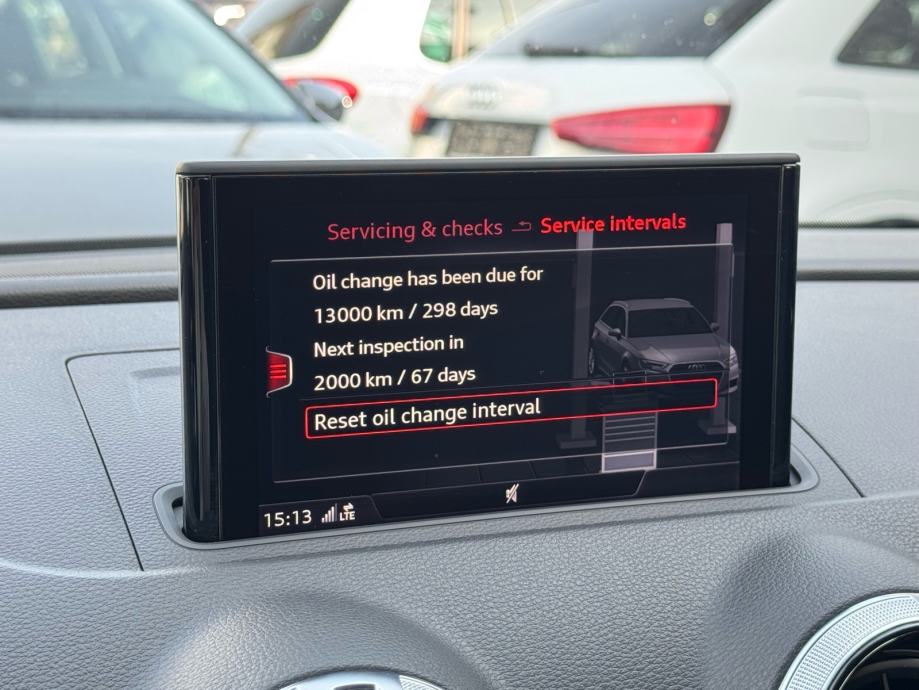 Servicing & checks Service intervals
Oil change has been due for
13000 km / 298 days
Next inspection in
2000 km / 67 days
Reset oil change interval
15:13 LTE